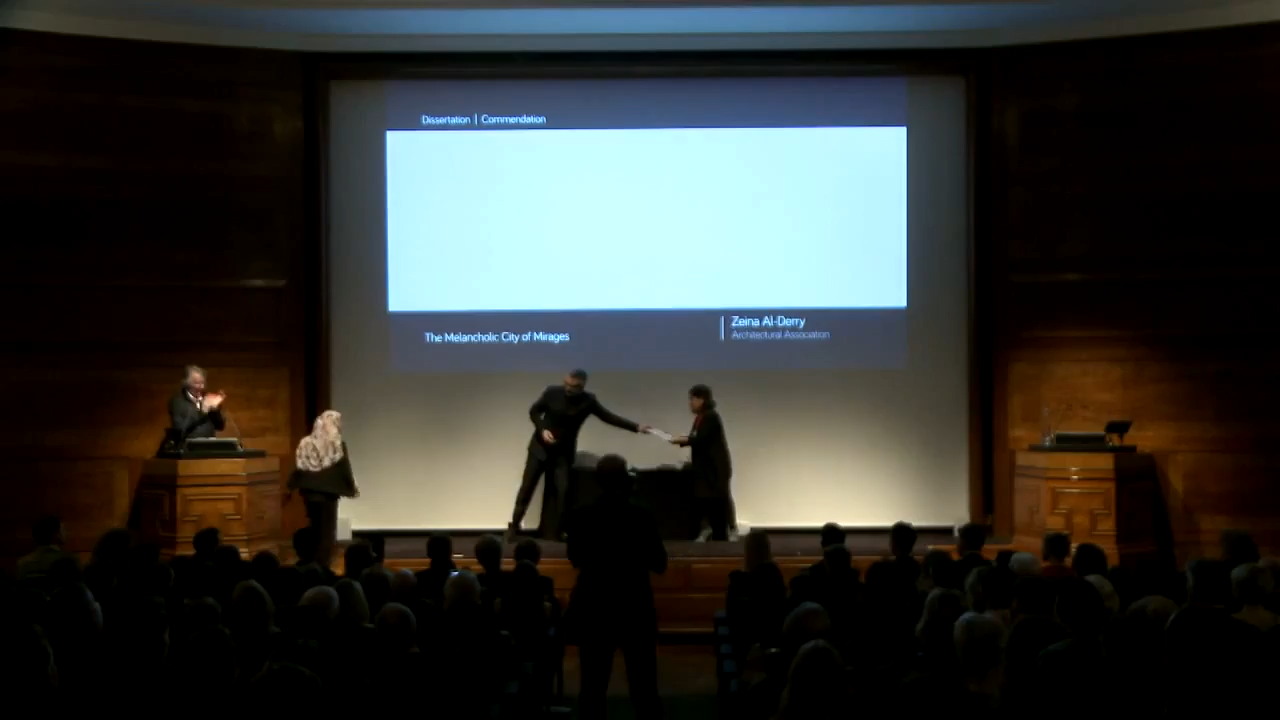 Dissertation | Commendation
The Melancholic City of Mirages
Zeina Al-Derry
Architectural Association